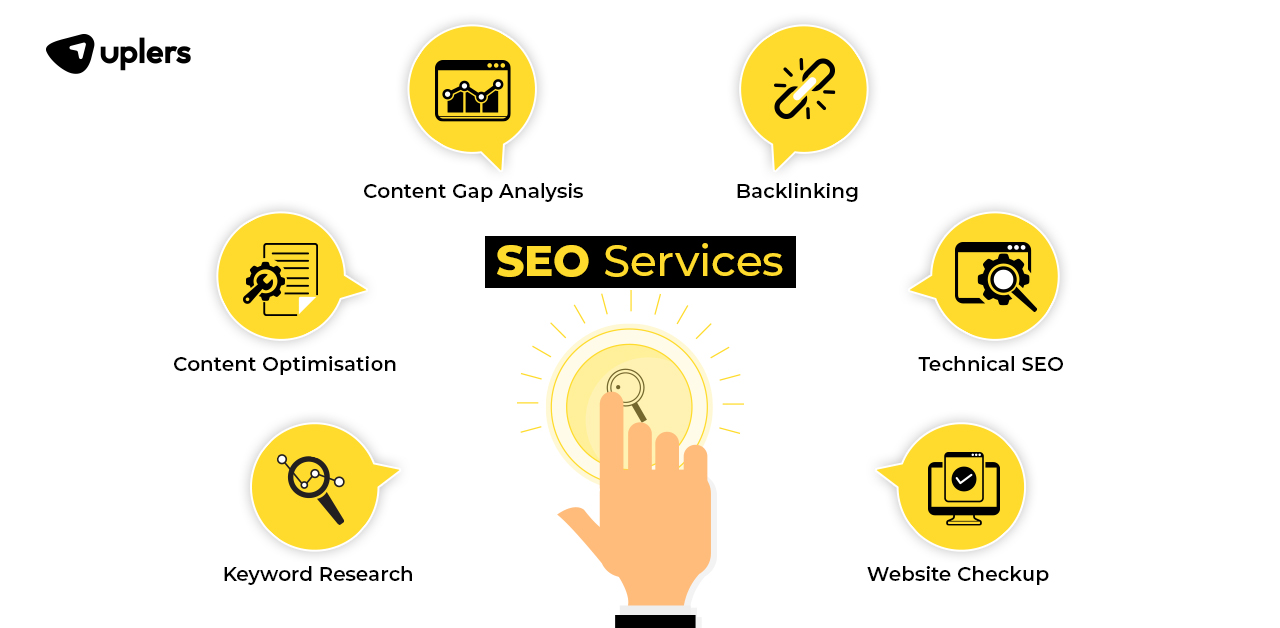 uplers
Content Gap Analysis
Backlinking
SEO Services
Content Optimisation
Technical SEO
Keyword Research
Website Checkup